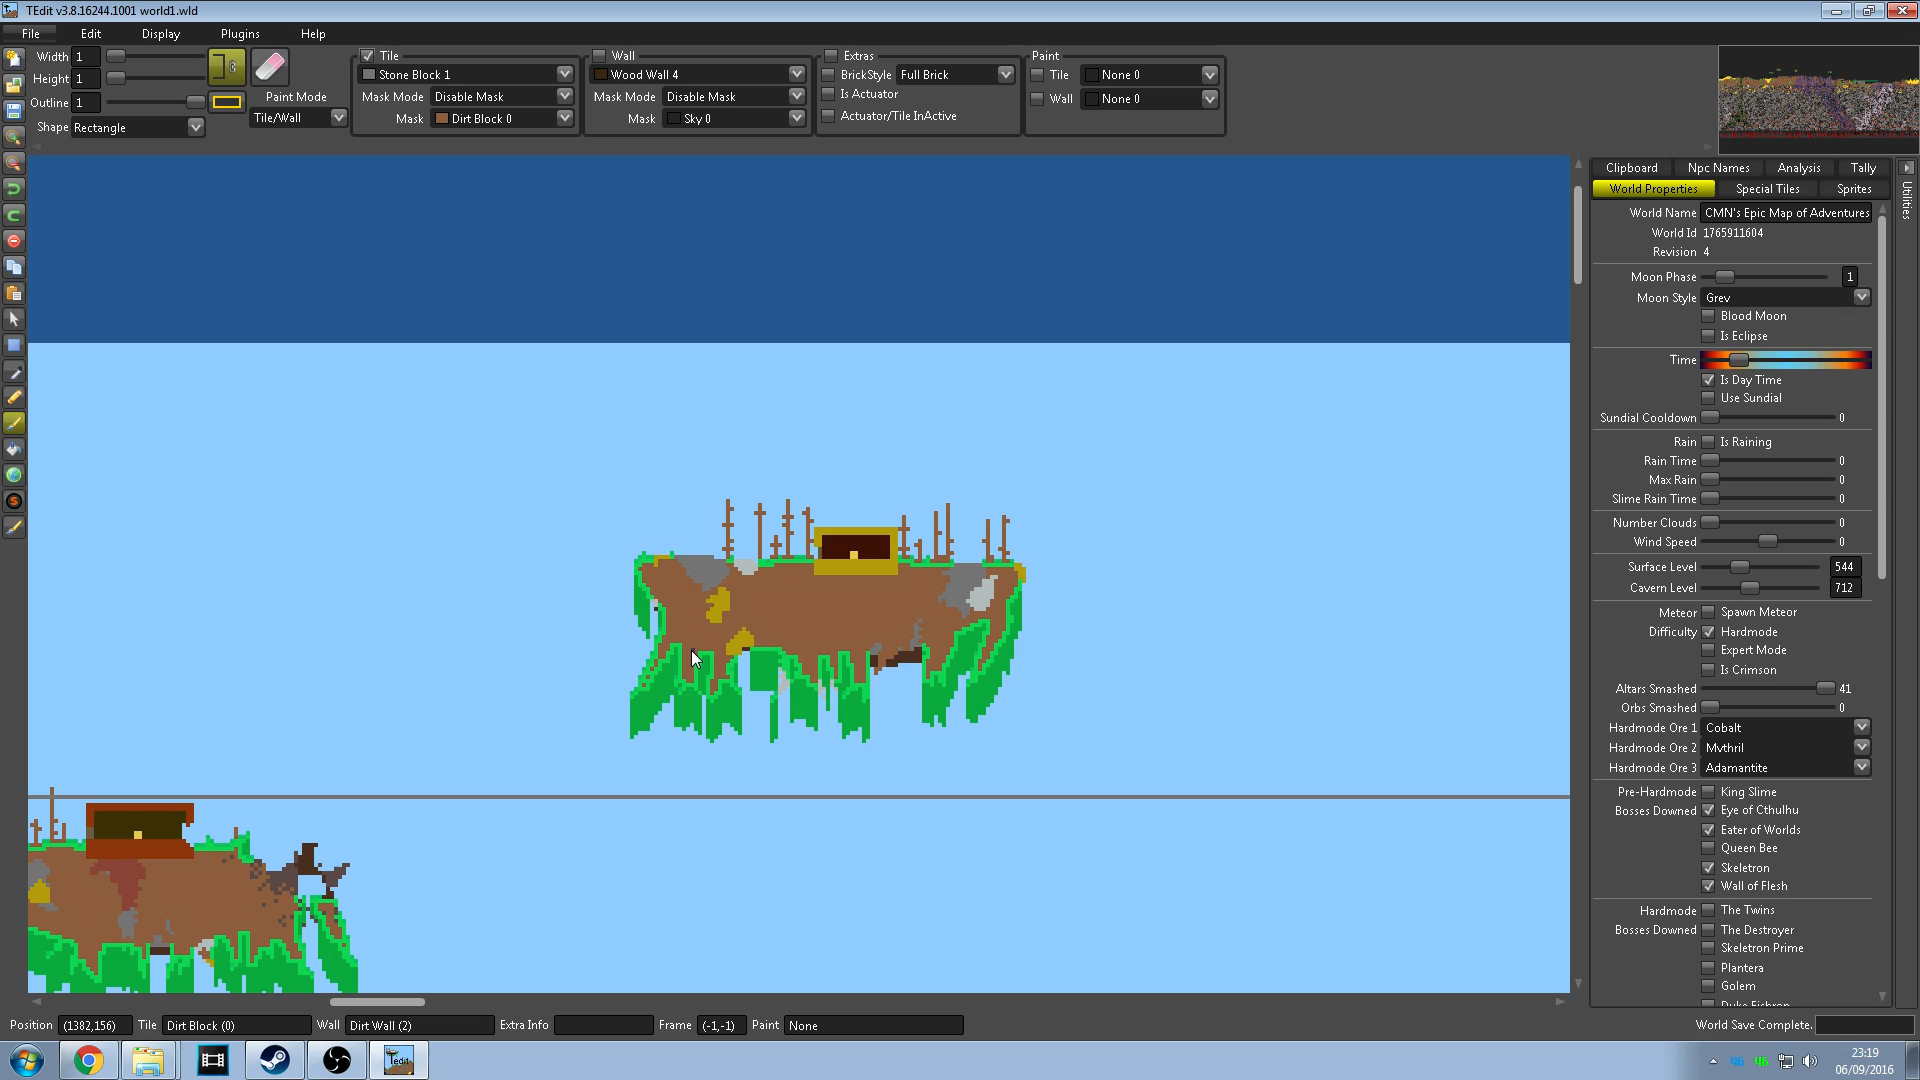 TEdit v3.8.16244.1001 world1.wld
File Edit Display Plugins Help
Width 1
Height 1
Outline 1
Shape Rectangle
Paint Mode
Tile/Wall
Tile
Stone Block 1
Mask Mode Disable Mask
Mask Dirt Block 0
Wall
Wood Wall 4
Mask Mode Disable Mask
Mask Sky 0
Extras
BrickStyle Full Brick
Is Actuator
Actuator/Tile InActive
Paint
Tile None 0
Wall None 0
Clipboard Npc Names Analysis Tally
World Properties Special Tiles Sprites
Utilities
World Name CMN's Epic Map of Adventures
World Id 1765911604
Revision 4
Moon Phase 1
Moon Style Grey
Blood Moon
Is Eclipse
Time
Is Day Time
Use Sundial
Sundial Cooldown 0
Rain Is Raining
Rain Time 0
Max Rain 0
Slime Rain Time 0
Number Clouds 0
Wind Speed 0
Surface Level 544
Cavern Level 712
Meteor Spawn Meteor
Difficulty Hardmode
Expert Mode
Is Crimson
Altars Smashed 41
Orbs Smashed 0
Hardmode Ore 1 Cobalt
Hardmode Ore 2 Mythril
Hardmode Ore 3 Adamantite
Pre-Hardmode King Slime
Bosses Downed Eye of Cthulhu
Eater of Worlds
Queen Bee
Skeletron
Wall of Flesh
Hardmode The Twins
Bosses Downed The Destroyer
Skeletron Prime
Plantera
Golem
Duke Fishron
Position (1382,156) Tile Dirt Block (0) Wall Dirt Wall (2) Extra Info Frame (-1,-1) Paint None
World Save Complete.
TEdit
46 46
23:19
06/09/2016